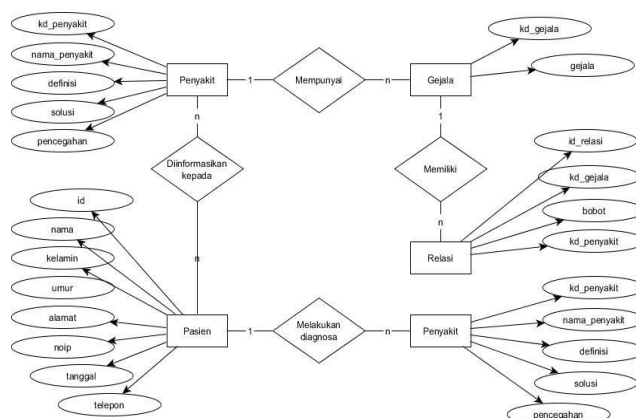 kd_penyakit
nama_penyakit
definisi
solusi
pencegahan
Penyakit
1
Mempunyai
n
Gejala
kd_gejala
gejala
n
Diinformasikan
kepada
n
1
Memiliki
n
Relasi
id_relasi
kd_gejala
bobot
kd_penyakit
id
nama
kelamin
umur
alamat
noip
tanggal
telepon
Pasien
1
Melakukan
diagnosa
n
Penyakit
kd_penyakit
nama_penyakit
definisi
solusi
pencegahan